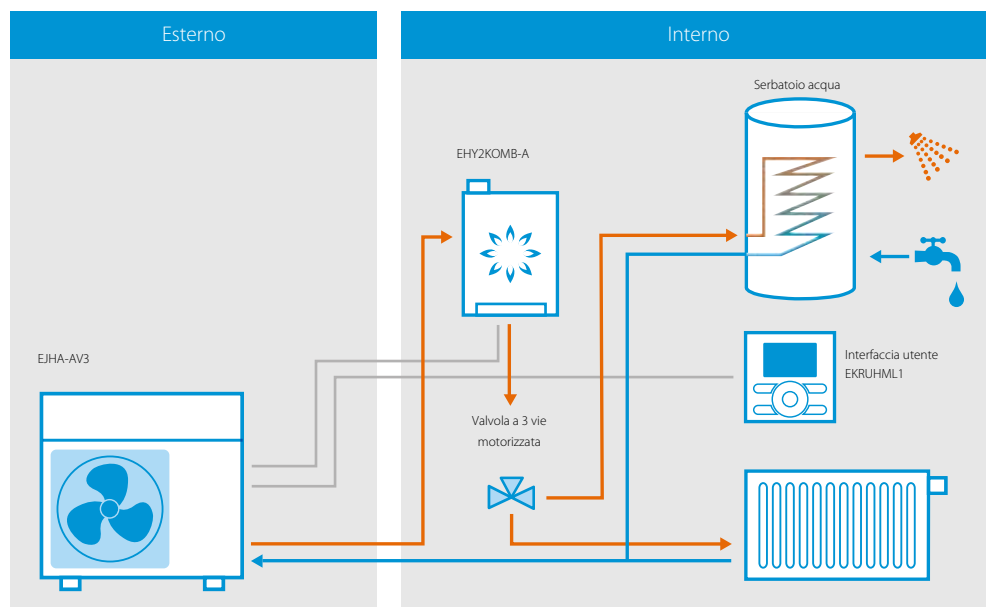 Esterno
Interno
Serbatoio acqua
EHY2KOMB-A
EJHA-AV3
Interfaccia utente
EKRUHML1
Valvola a 3 vie
motorizzata